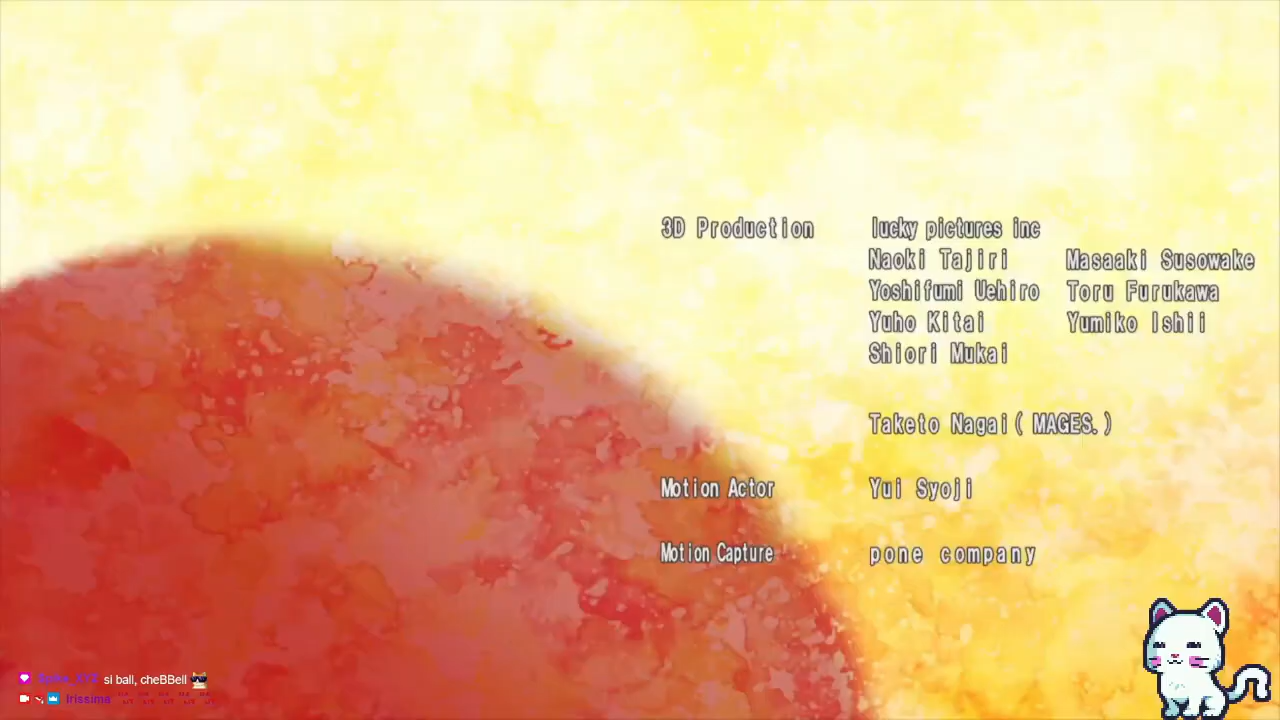 3D Production lucky pictures inc
Naoki Tajiri Masaaki Susowake
Yoshifumi Uehiro Toru Furukawa
Yuho Kitai Yumiko Ishii
Shiori Mukai
Taketo Nagai( MAGES.)
Motion Actor Yui Syoji
Motion Capture pone company
si ball, cheBBell
Irissima